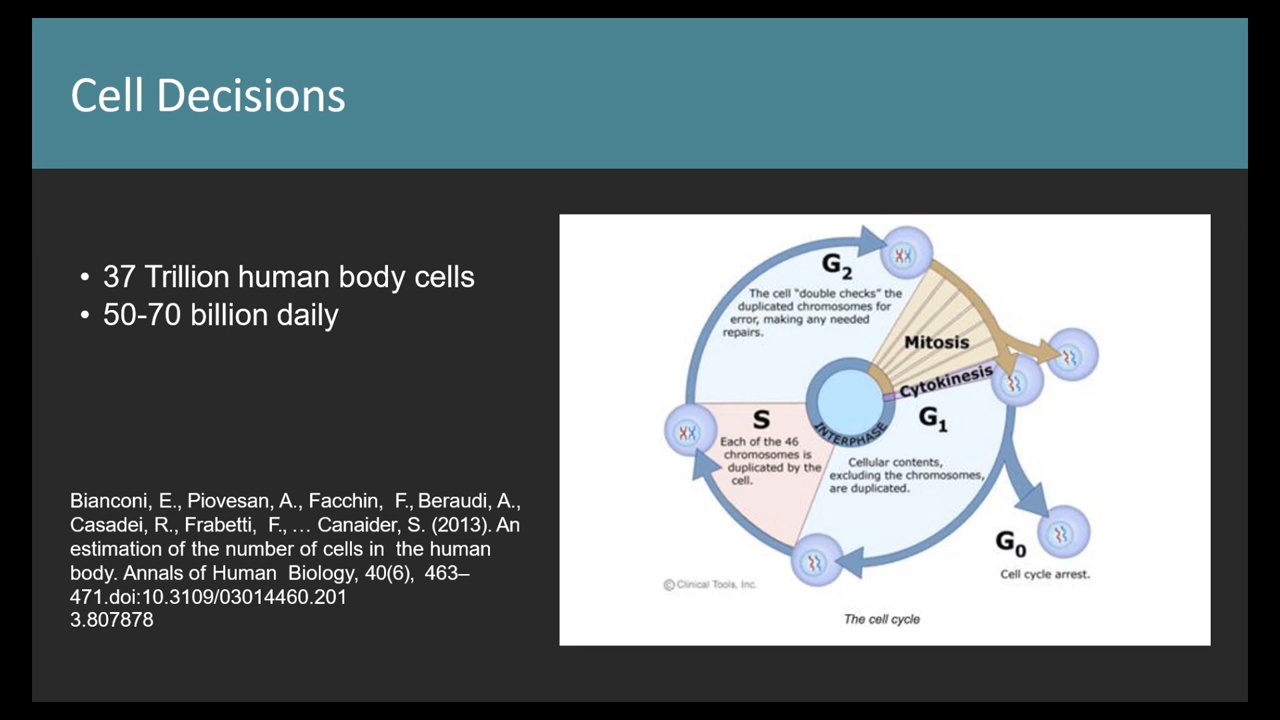 Cell Decisions
• 37 Trillion human body cells
• 50-70 billion daily
Bianconi, E., Piovesan, A., Facchin, F., Beraudi, A.,
Casadei, R., Frabetti, F., … Canaider, S. (2013). An
estimation of the number of cells in the human
body. Annals of Human Biology, 40(6), 463–
471.doi:10.3109/03014460.201
3.807878
G2
The cell "double checks" the
duplicated chromosomes for
error, making any needed
repairs.
Mitosis
Cytokinesis
G1
Cellular contents,
excluding the chromosomes,
are duplicated.
S
Each of the 46
chromosomes is
duplicated by the
cell.
INTERPHASE
G0
Cell cycle arrest.
© Clinical Tools, Inc.
The cell cycle